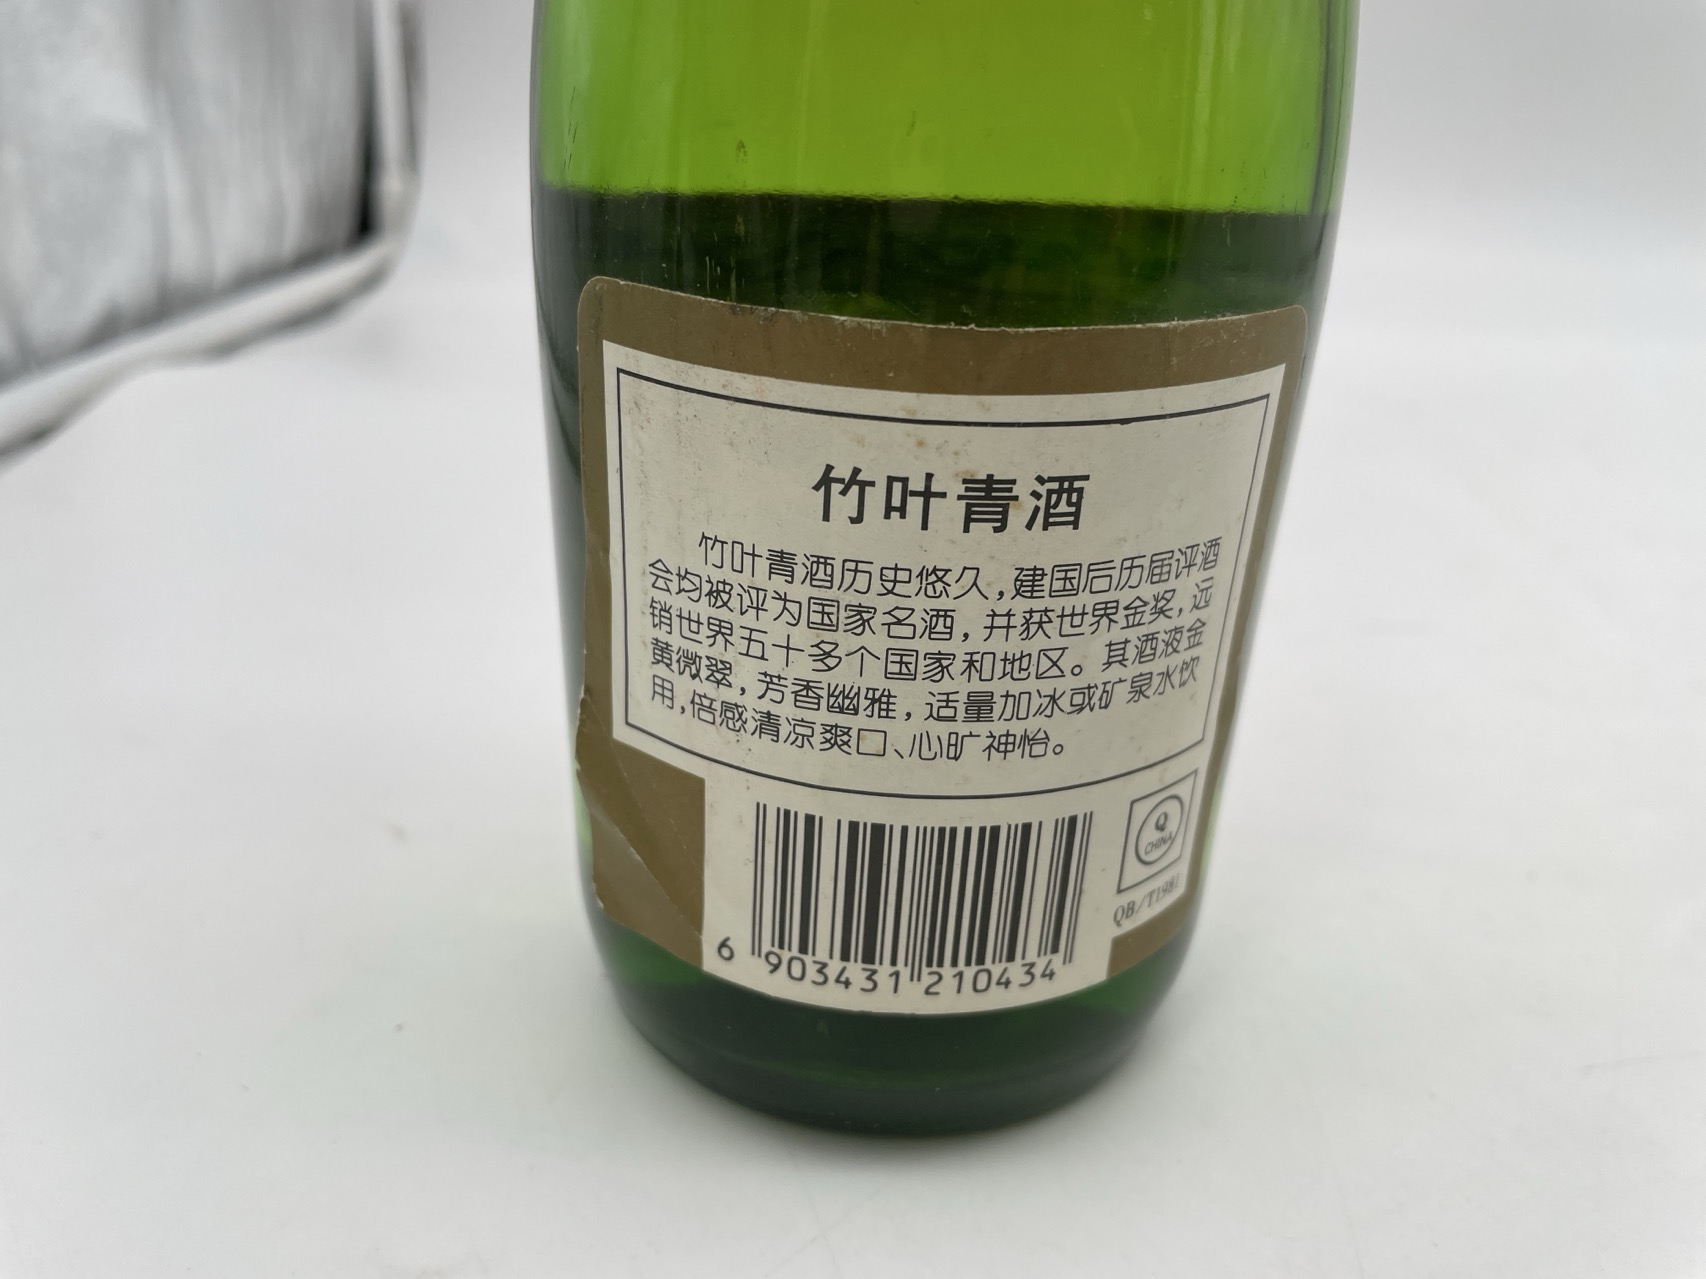 竹叶青酒
竹叶青酒历史悠久,建国后历届评酒
会均被评为国家名酒,并获世界金奖,远
销世界五十多个国家和地区。其酒液金
黄微翠,芳香幽雅,适量加冰或矿泉水饮
用,倍感清凉爽口、心旷神怡。
Q
CHINA
QB/T1981
6 903431 210434